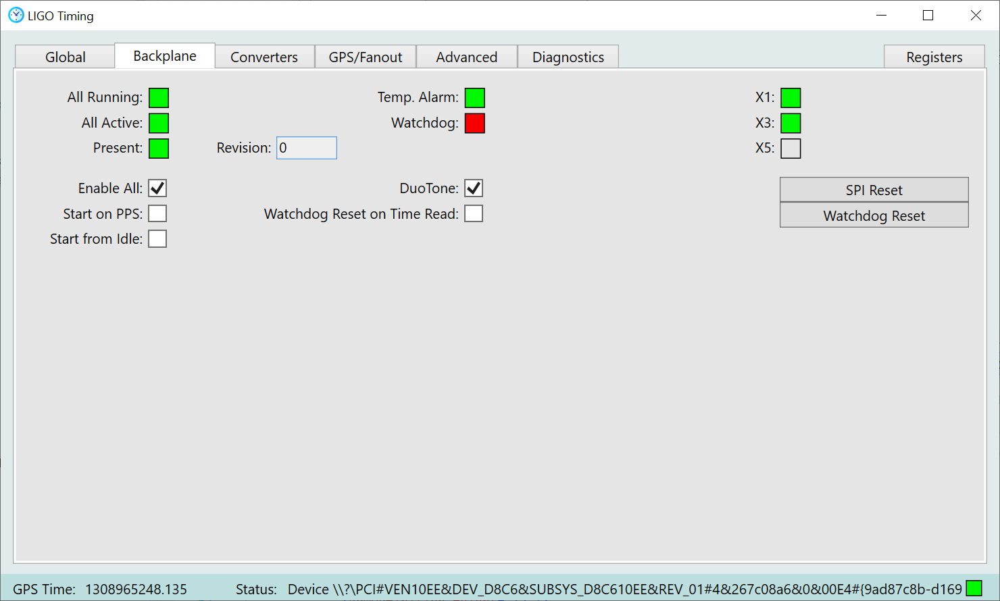 LIGO Timing
Global Backplane Converters GPS/Fanout Advanced Diagnostics Registers
All Running: Temp. Alarm: X1:
All Active: Watchdog: X3:
Present: Revision: 0 X5:
Enable All: DuoTone: SPI Reset
Start on PPS: Watchdog Reset on Time Read: Watchdog Reset
Start from Idle:
GPS Time: 1308965248.135 Status: Device \\?\PCI#VEN10EE&DEV_D8C6&SUBSYS_D8C610EE&REV_01#4&267c08a6&0&00E4#{9ad87c8b-d169